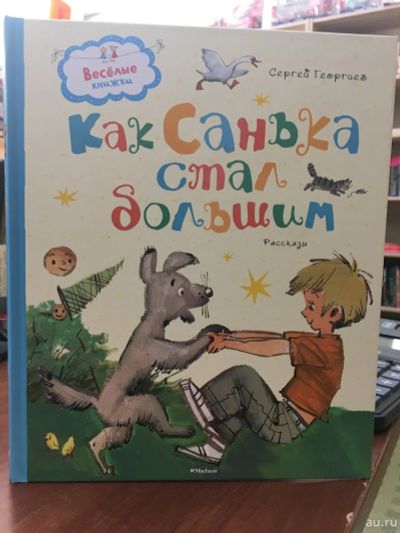 Весёлые
книжки
Сергей Георгиев
Как Санька
стал
большим
Рассказы
Machaon
au.ru